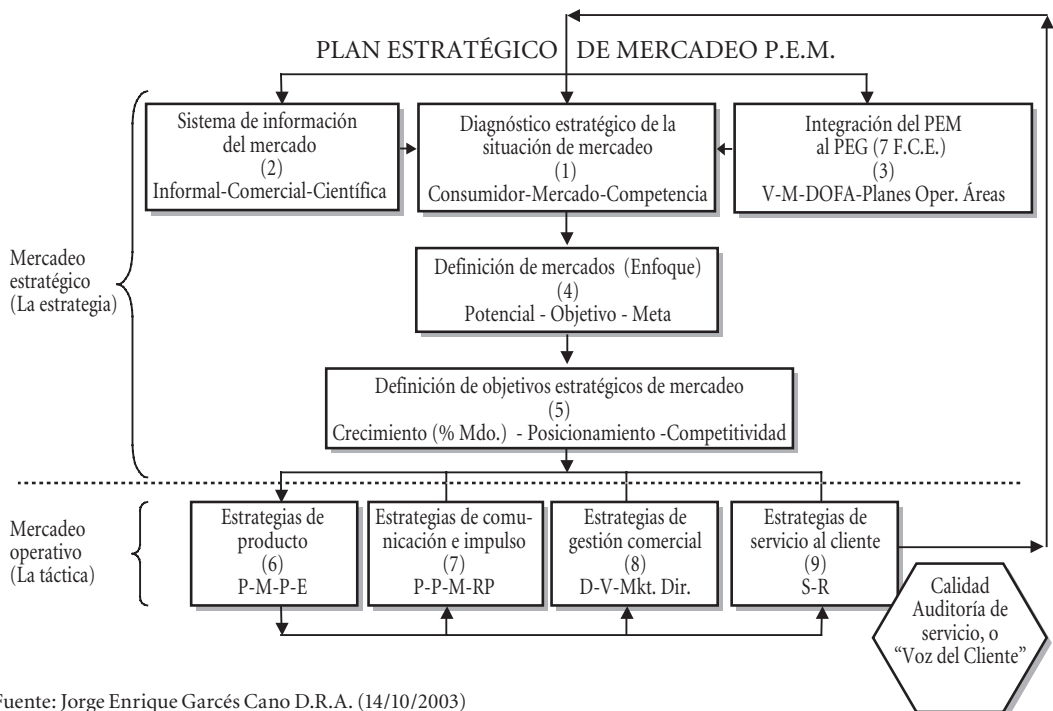 PLAN ESTRATÉGICO DE MERCADEO P.E.M.
Sistema de información
del mercado
(2)
Informal-Comercial-Científica
Diagnóstico estratégico de la
situación de mercadeo
(1)
Consumidor-Mercado-Competencia
Integración del PEM
al PEG (7 F.C.E.)
(3)
V-M-DOFA-Planes Oper. Áreas
Mercadeo
estratégico
(La estrategia)
Definición de mercados (Enfoque)
(4)
Potencial - Objetivo - Meta
Definición de objetivos estratégicos de mercadeo
(5)
Crecimiento (% Mdo.) - Posicionamiento -Competitividad
Mercadeo
operativo
(La táctica)
Estrategias de
producto
(6)
P-M-P-E
Estrategias de comu-
nicación e impulso
(7)
P-P-M-RP
Estrategias de
gestión comercial
(8)
D-V-Mkt. Dir.
Estrategias de
servicio al cliente
(9)
S-R
Calidad
Auditoría de
servicio, o
“Voz del Cliente”
Fuente: Jorge Enrique Garcés Cano D.R.A. (14/10/2003)